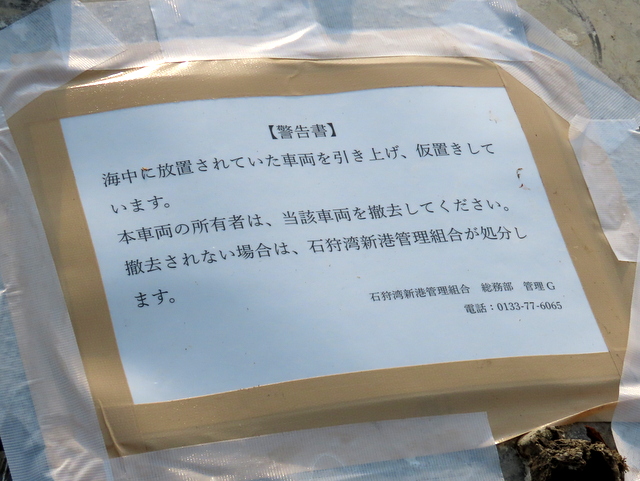 【警告書】
海中に放置されていた車両を引き上げ、仮置きして
います。
本車両の所有者は、当該車両を撤去してください。
撤去されない場合は、石狩湾新港管理組合が処分し
ます。
石狩湾新港管理組合　総務部　管理G
電話：0133-77-6065